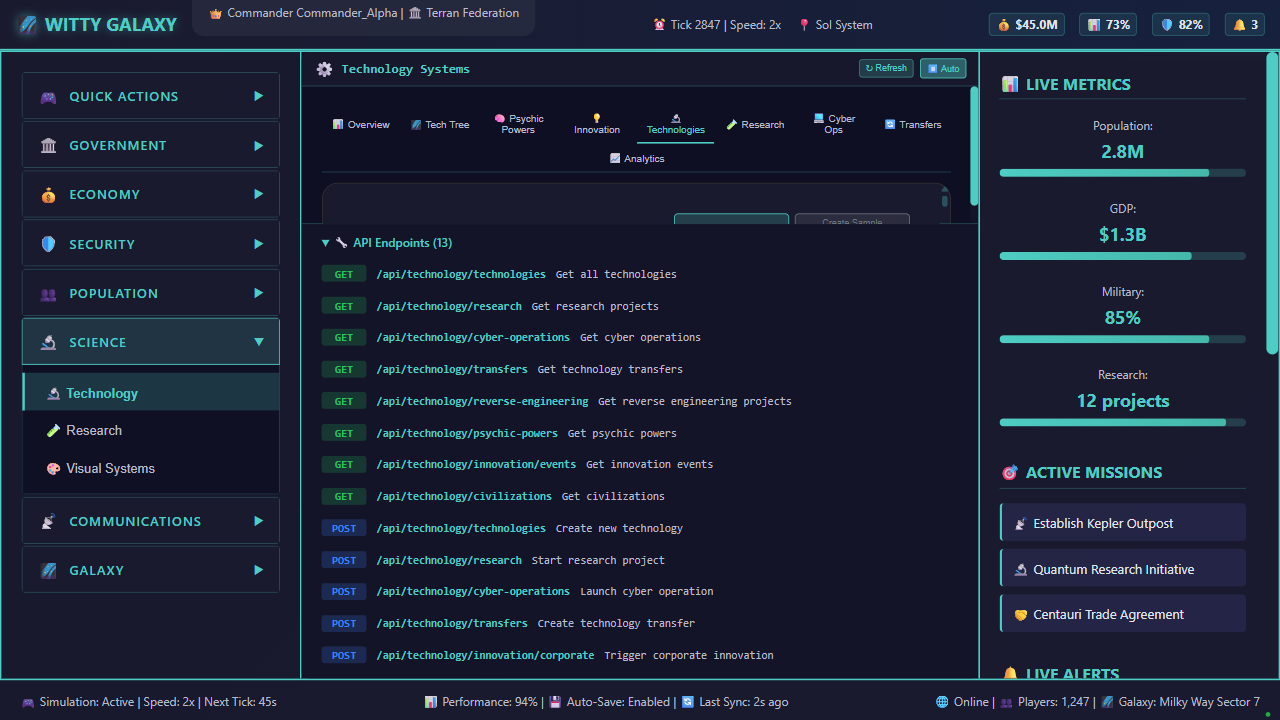 WITTY GALAXY
Commander Commander_Alpha | Terran Federation
Tick 2847 | Speed: 2x
Sol System
$45.0M
73%
82%
3
QUICK ACTIONS
GOVERNMENT
ECONOMY
SECURITY
POPULATION
SCIENCE
Technology
Research
Visual Systems
COMMUNICATIONS
GALAXY
Technology Systems
↻ Refresh
Auto
Overview
Tech Tree
Psychic
Powers
Innovation
Technologies
Research
Cyber
Ops
Transfers
Analytics
Create Sample
▼ API Endpoints (13)
GET /api/technology/technologies Get all technologies
GET /api/technology/research Get research projects
GET /api/technology/cyber-operations Get cyber operations
GET /api/technology/transfers Get technology transfers
GET /api/technology/reverse-engineering Get reverse engineering projects
GET /api/technology/psychic-powers Get psychic powers
GET /api/technology/innovation/events Get innovation events
GET /api/technology/civilizations Get civilizations
POST /api/technology/technologies Create new technology
POST /api/technology/research Start research project
POST /api/technology/cyber-operations Launch cyber operation
POST /api/technology/transfers Create technology transfer
POST /api/technology/innovation/corporate Trigger corporate innovation
LIVE METRICS
Population:
2.8M
GDP:
$1.3B
Military:
85%
Research:
12 projects
ACTIVE MISSIONS
Establish Kepler Outpost
Quantum Research Initiative
Centauri Trade Agreement
LIVE ALERTS
Simulation: Active | Speed: 2x | Next Tick: 45s
Performance: 94% | Auto-Save: Enabled | Last Sync: 2s ago
Online | Players: 1,247 | Galaxy: Milky Way Sector 7